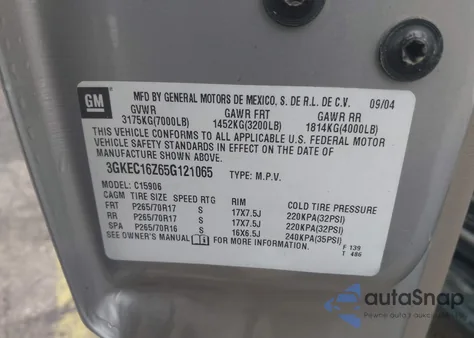 GM
MFD BY GENERAL MOTORS DE MEXICO, S. DE R.L. DE C.V. 09/04
GVWR GAWR FRT GAWR RR
3175KG(7000LB) 1452KG(3200LB) 1814KG(4000LB)
THIS VEHICLE CONFORMS TO ALL APPLICABLE U.S. FEDERAL MOTOR
VEHICLE SAFETY STANDARDS IN EFFECT ON THE DATE OF
MANUFACTURE SHOWN ABOVE.
3GKEC16Z65G121065 TYPE: M.P.V.
MODEL: C15906
CAGM TIRE SIZE SPEED RTG RIM COLD TIRE PRESSURE
FRT P265/70R17 S 17X7.5J 220KPA(32PSI)
RR P265/70R17 S 17X7.5J 220KPA(32PSI)
SPA P265/70R16 S 16X6.5J 240KPA(35PSI)
SEE OWNER'S MANUAL FOR MORE INFORMATION. F 139
T 486
autoSnap
Pewne auta z aukcji